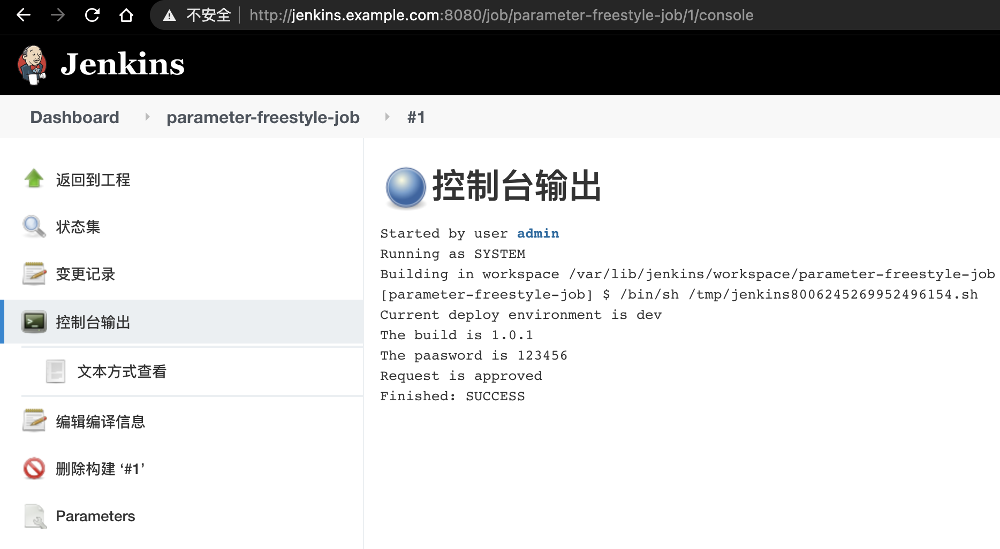 不安全 http://jenkins.example.com:8080/job/parameter-freestyle-job/1/console
Jenkins
Dashboard parameter-freestyle-job #1
返回到工程
状态集
变更记录
控制台输出
文本方式查看
编辑编译信息
删除构建 ‘#1’
Parameters
控制台输出
Started by user admin
Running as SYSTEM
Building in workspace /var/lib/jenkins/workspace/parameter-freestyle-job
[parameter-freestyle-job] $ /bin/sh /tmp/jenkins8006245269952496154.sh
Current deploy environment is dev
The build is 1.0.1
The paasword is 123456
Request is approved
Finished: SUCCESS